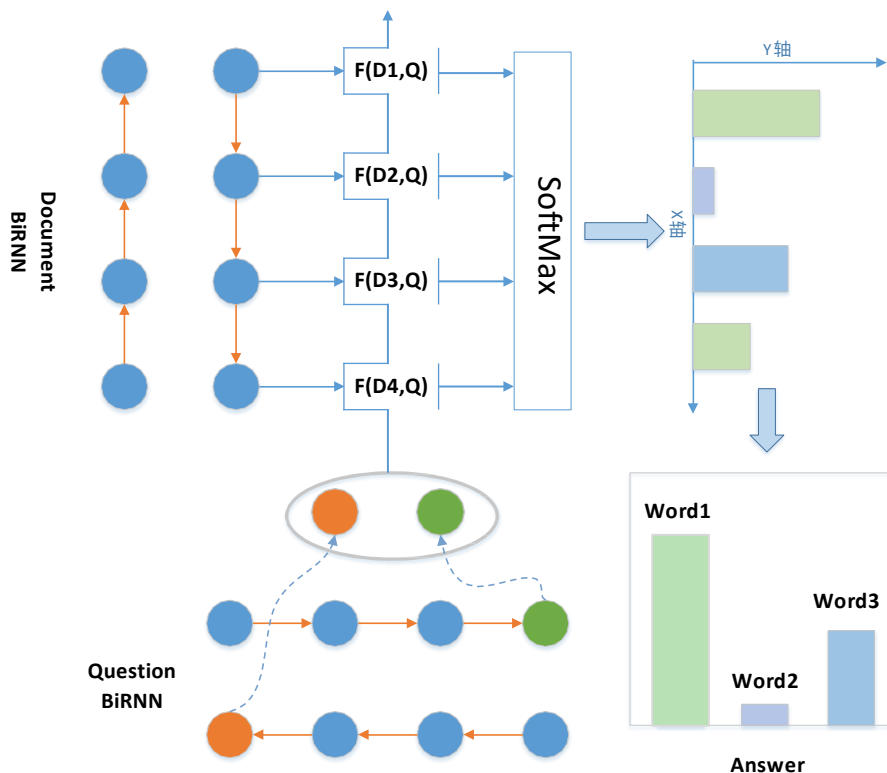 F(D1,Q)
F(D2,Q)
F(D3,Q)
F(D4,Q)
Document
BiRNN
SoftMax
Y轴
X轴
Question
BiRNN
Word1
Word2
Word3
Answer